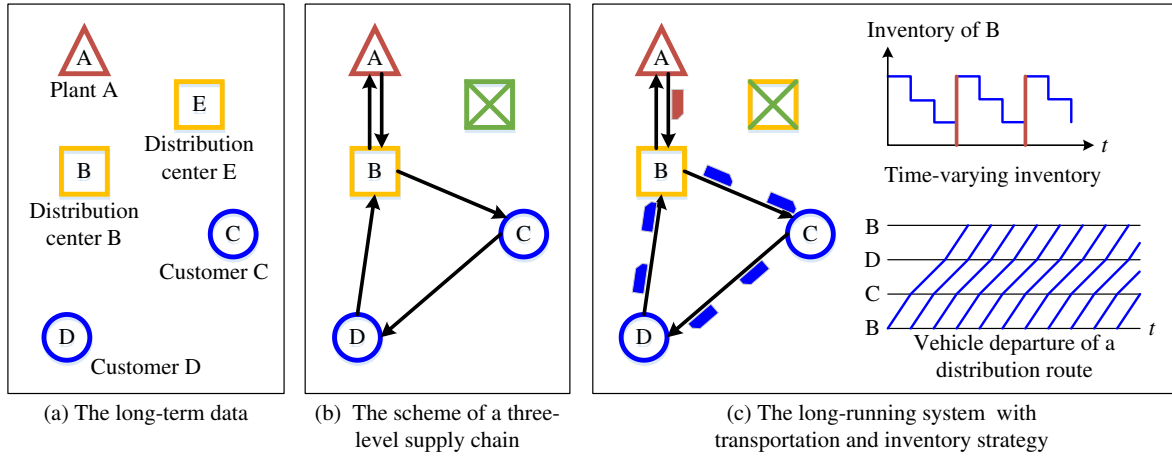 A
Plant A
E
Distribution
center E
B
Distribution
center B
C
Customer C
D
Customer D
(a) The long-term data
A
B
C
D
(b) The scheme of a three-
level supply chain
A
B
C
D
Inventory of B
t
Time-varying inventory
B
D
C
B
t
Vehicle departure of a
distribution route
(c) The long-running system with
transportation and inventory strategy